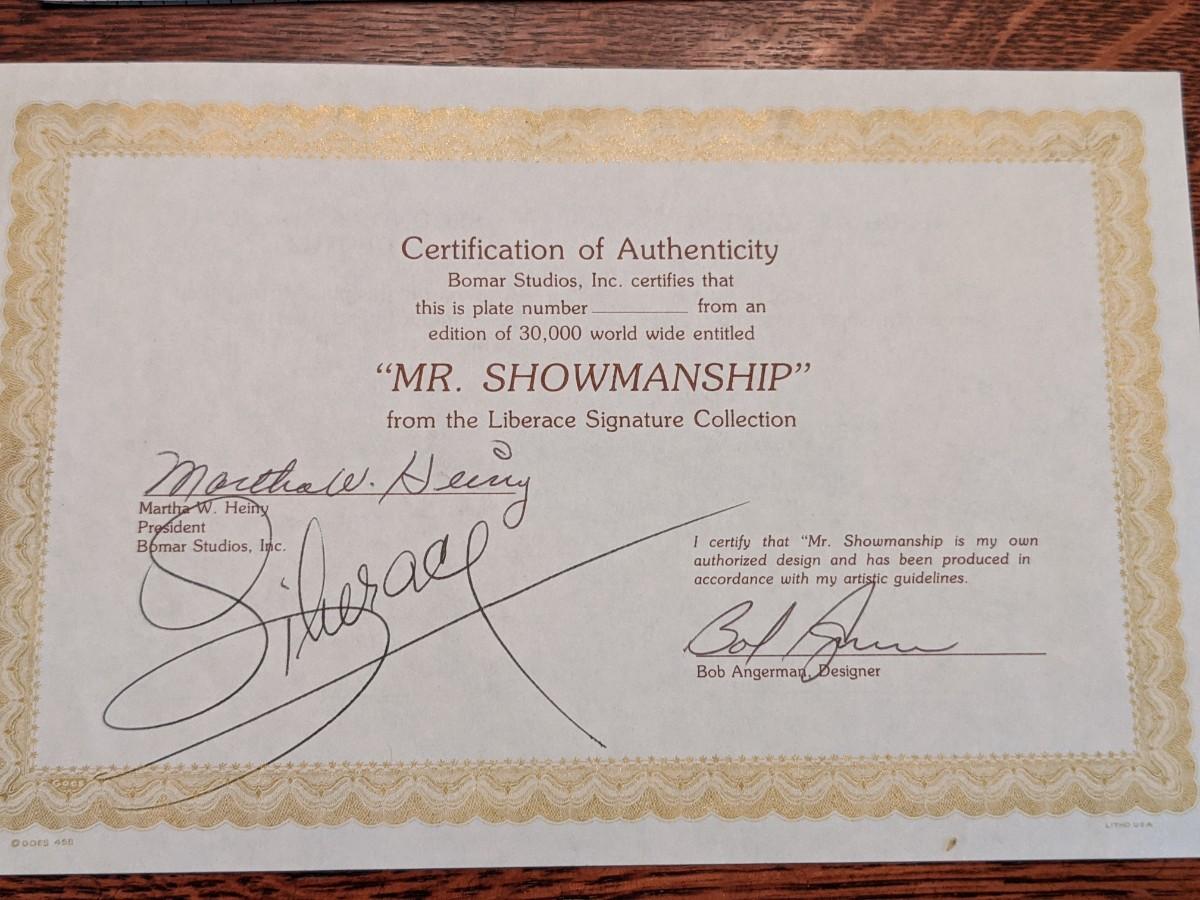 Certification of Authenticity
Bomar Studios, Inc. certifies that
this is plate number __________ from an
edition of 30,000 world wide entitled
“MR. SHOWMANSHIP”
from the Liberace Signature Collection
Martha W. Heiny
Martha W. Heiny
President
Bomar Studios, Inc.
Liberace
I certify that “Mr. Showmanship is my own
authorized design and has been produced in
accordance with my artistic guidelines.
Bob Angerman
Bob Angerman, Designer
GOES
© GOES 458
LITHO U.S.A.